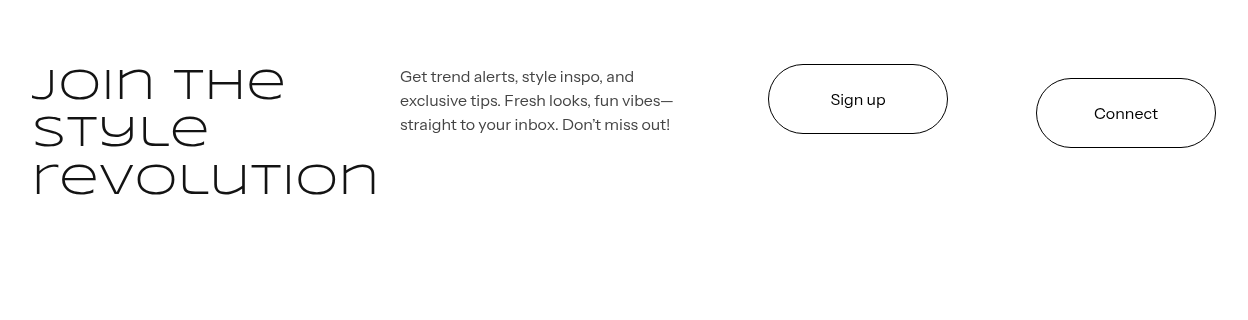 Join the
style
revolution
Get trend alerts, style inspo, and
exclusive tips. Fresh looks, fun vibes—
straight to your inbox. Don’t miss out!
Sign up
Connect